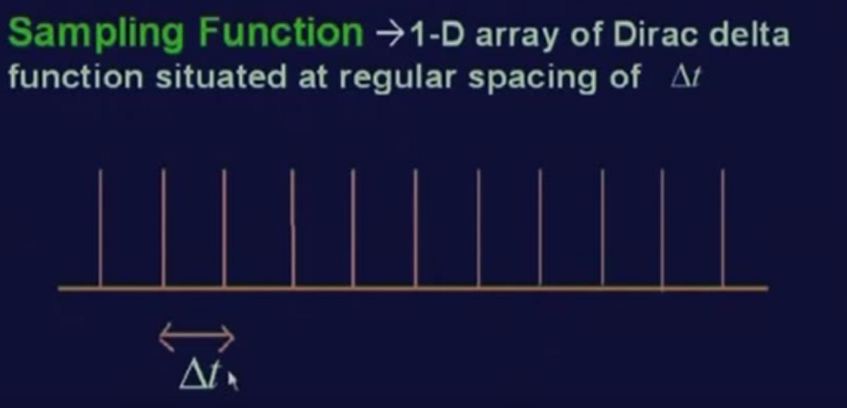 Sampling Function →1-D array of Dirac delta
function situated at regular spacing of Δt
Δt